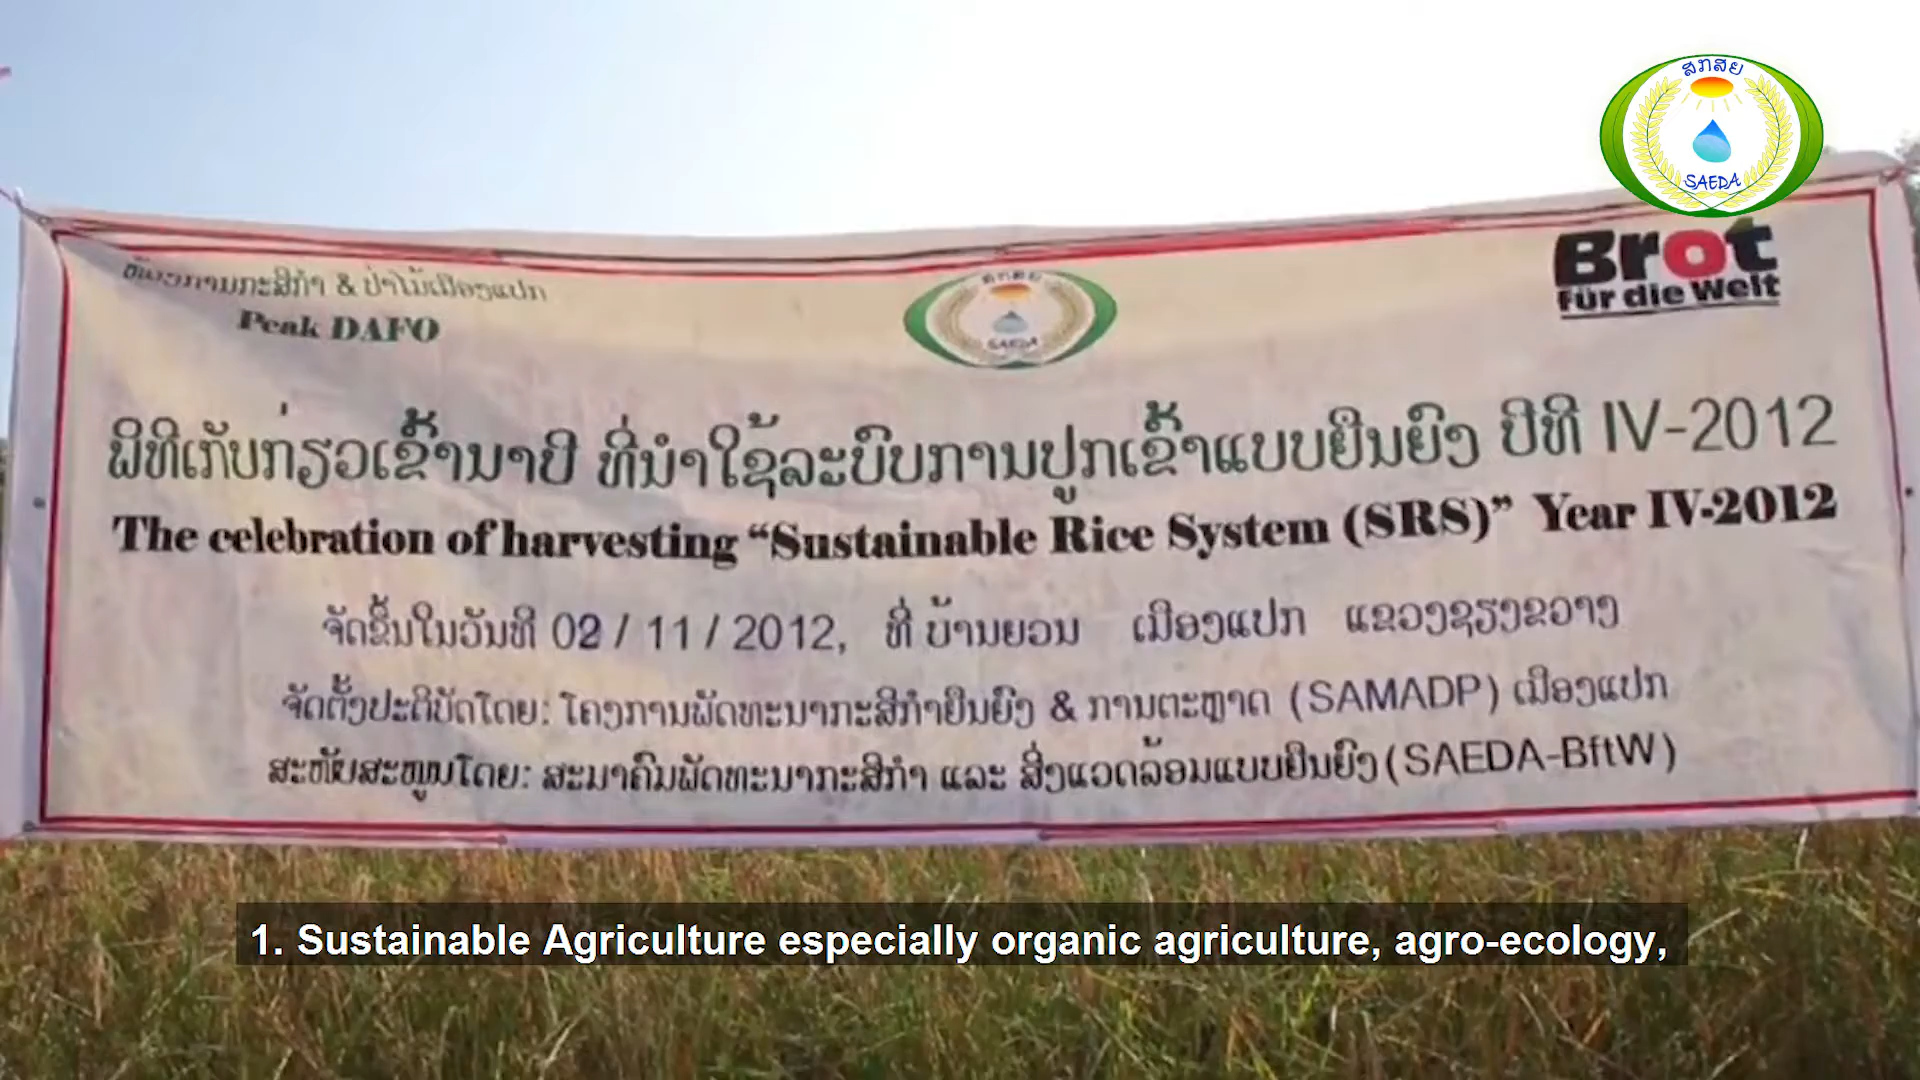 ສກສຍ
SAEDA
ຫ້ອງການກະສິກຳ & ປ່າໄມ້ເມືອງແປກ
Peak DAFO
ສກສຍ
SAEDA
Brot
für die Welt
ພິທີເກັບກ່ຽວເຂົ້ານາປີ ທີ່ນຳໃຊ້ລະບົບການປູກເຂົ້າແບບຍືນຍົງ ປີທີ IV-2012
The celebration of harvesting “Sustainable Rice System (SRS)” Year IV-2012
ຈັດຂຶ້ນໃນວັນທີ 02 / 11 / 2012, ທີ່ ບ້ານຍອນ ເມືອງແປກ ແຂວງຊຽງຂວາງ
ຈັດຕັ້ງປະຕິບັດໂດຍ: ໂຄງການພັດທະນາກະສິກຳຍືນຍົງ & ການຕະຫຼາດ (SAMADP) ເມືອງແປກ
ສະໜັບສະໜູນໂດຍ: ສະມາຄົມພັດທະນາກະສິກຳ ແລະ ສິ່ງແວດລ້ອມແບບຍືນຍົງ (SAEDA-BftW)
1. Sustainable Agriculture especially organic agriculture, agro-ecology,